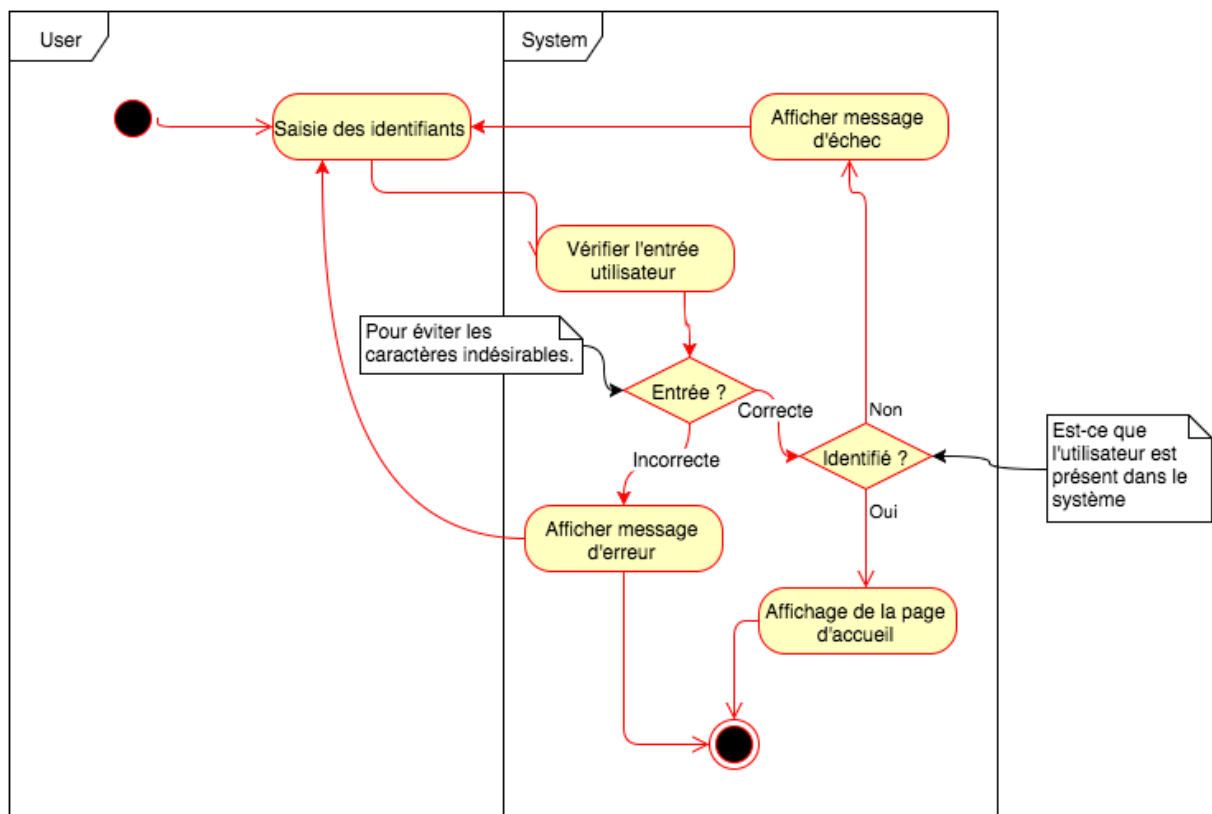 User
System
Saisie des identifiants
Afficher message
d'échec
Vérifier l'entrée
utilisateur
Pour éviter les
caractères indésirables.
Entrée ?
Correcte
Non
Incorrecte
Identifié ?
Est-ce que
l'utilisateur est
présent dans le
système
Oui
Afficher message
d'erreur
Affichage de la page
d'accueil